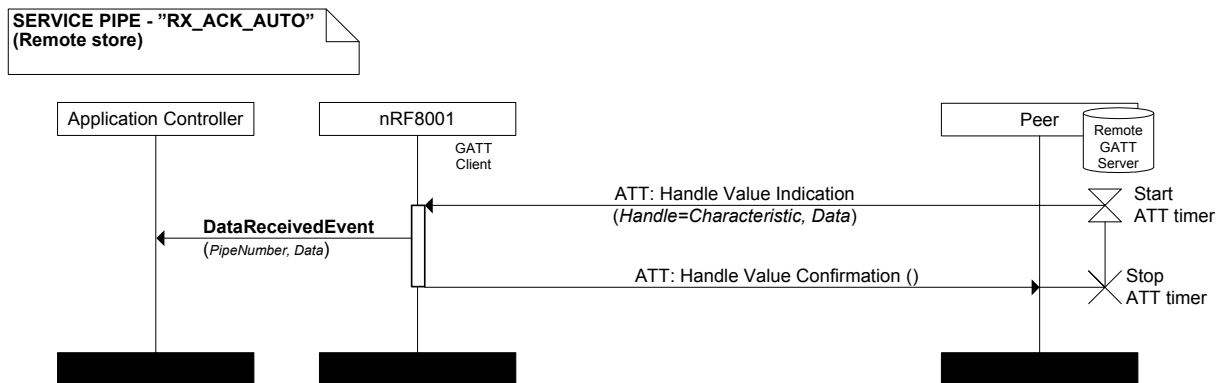 SERVICE PIPE - ”RX_ACK_AUTO”
(Remote store)
Application Controller
nRF8001
Peer
Remote
GATT
Server
GATT
Client
ATT: Handle Value Indication
(Handle=Characteristic, Data)
Start
ATT timer
DataReceivedEvent
(PipeNumber, Data)
ATT: Handle Value Confirmation ()
Stop
ATT timer